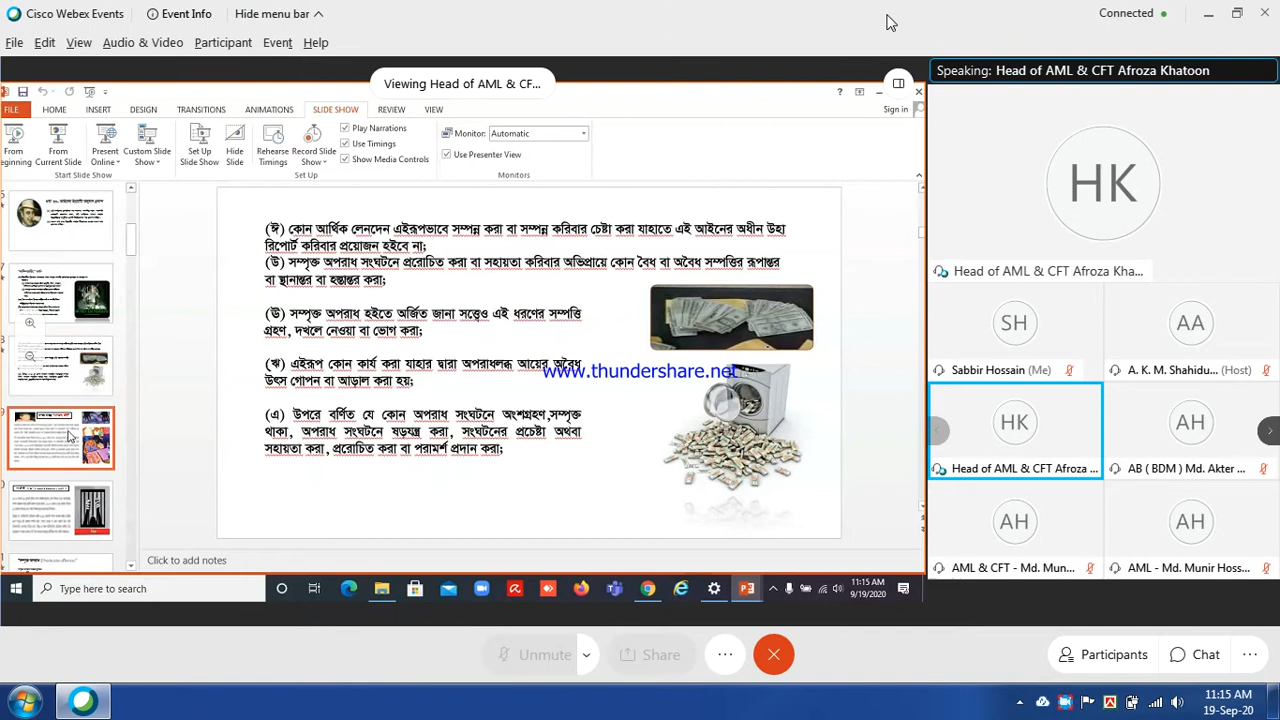 Cisco Webex Events
Event Info
Hide menu bar
Connected
File Edit View Audio & Video Participant Event Help
Viewing Head of AML & CF...
Speaking: Head of AML & CFT Afroza Khatoon
FILE HOME INSERT DESIGN TRANSITIONS ANIMATIONS SLIDE SHOW REVIEW VIEW
Sign in
From Beginning
From Current Slide
Present Online
Custom Slide Show
Set Up Slide Show
Hide Slide
Rehearse Timings
Record Slide Show
Play Narrations
Use Timings
Show Media Controls
Monitor: Automatic
Use Presenter View
Start Slide Show
Set Up
Monitors
(ঈ) কোন আর্থিক লেনদেন এইরূপভাবে সম্পন্ন করা বা সম্পন্ন করিবার চেষ্টা করা যাহাতে এই আইনের অধীন উহা
রিপোর্ট করিবার প্রয়োজন হইবে না;
(উ) সম্পৃক্ত অপরাধ সংঘটনে প্ররোচিত করা বা সহায়তা করিবার অভিপ্রায়ে কোন বৈধ বা অবৈধ সম্পত্তির রূপান্তর
বা স্থানান্তর বা হস্তান্তর করা;
(ঊ) সম্পৃক্ত অপরাধ হইতে অর্জিত জানা সত্ত্বেও এই ধরণের সম্পত্তি
গ্রহণ, দখলে নেওয়া বা ভোগ করা;
(ঋ) এইরূপ কোন কার্য করা যাহার দ্বারা অপরাধলব্ধ আয়ের অবৈধ
উৎস গোপন বা আড়াল করা হয়;
(এ) উপরে বর্ণিত যে কোন অপরাধ সংঘটনে অংশগ্রহণ,সম্পৃক্ত
থাকা, অপরাধ সংঘটনে ষড়যন্ত্র করা, সংঘটনের প্রচেষ্টা অথবা
সহায়তা করা, প্ররোচিত করা বা পরামর্শ প্রদান করা;
www.thundershare.net
Click to add notes
Type here to search
11:15 AM
9/19/2020
HK
Head of AML & CFT Afroza Kha...
SH
Sabbir Hossain (Me)
AA
A. K. M. Shahidu... (Host)
HK
Head of AML & CFT Afroza ...
AH
AB ( BDM ) Md. Akter ...
AH
AML & CFT - Md. Mun...
AH
AML - Md. Munir Hoss...
Unmute
Share
Participants
Chat
11:15 AM
19-Sep-20